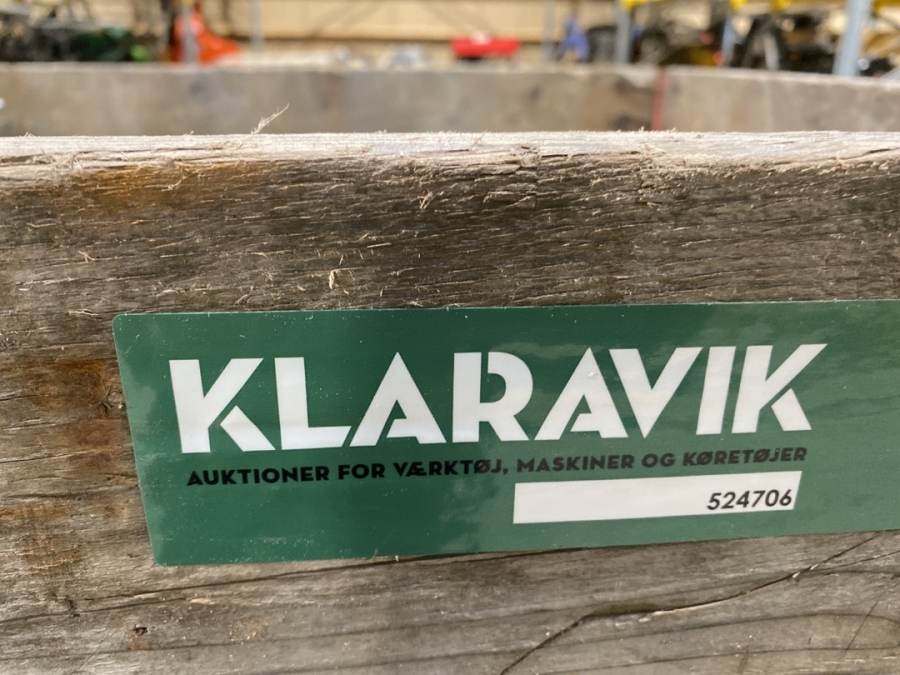 KLARAVIK
AUKTIONER FOR VÆRKTØJ, MASKINER OG KØRETØJER
524706